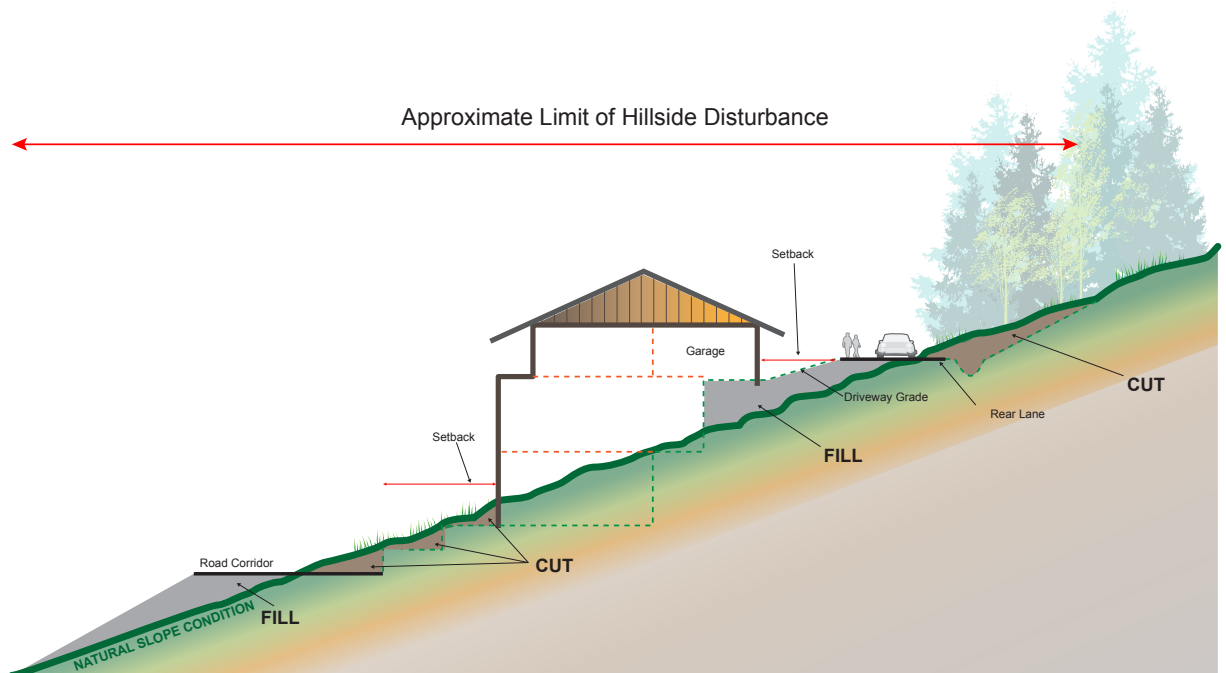 Approximate Limit of Hillside Disturbance
Setback
Garage
Driveway Grade
CUT
Rear Lane
Setback
FILL
Road Corridor
CUT
FILL
NATURAL SLOPE CONDITION